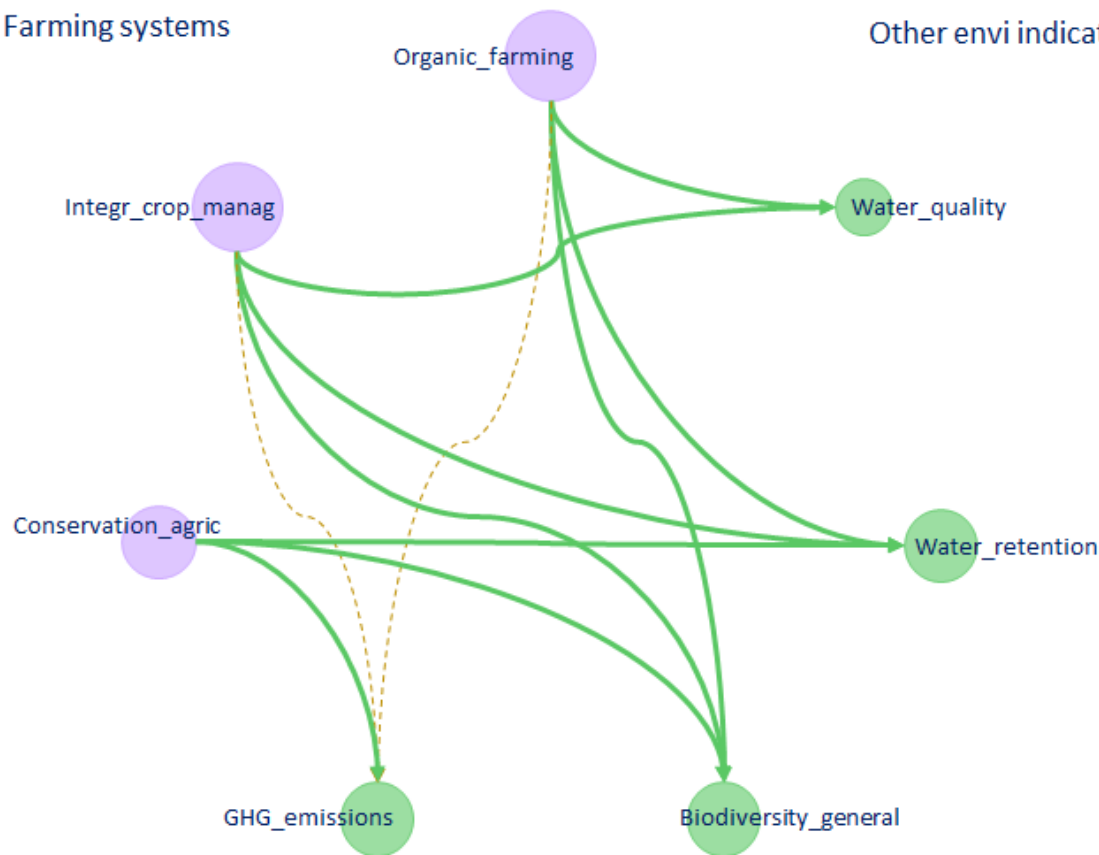 Farming systems
Other envi indicat
Organic_farming
Integr_crop_manag
Water_quality
Conservation_agric
Water_retention
GHG_emissions
Biodiversity_general